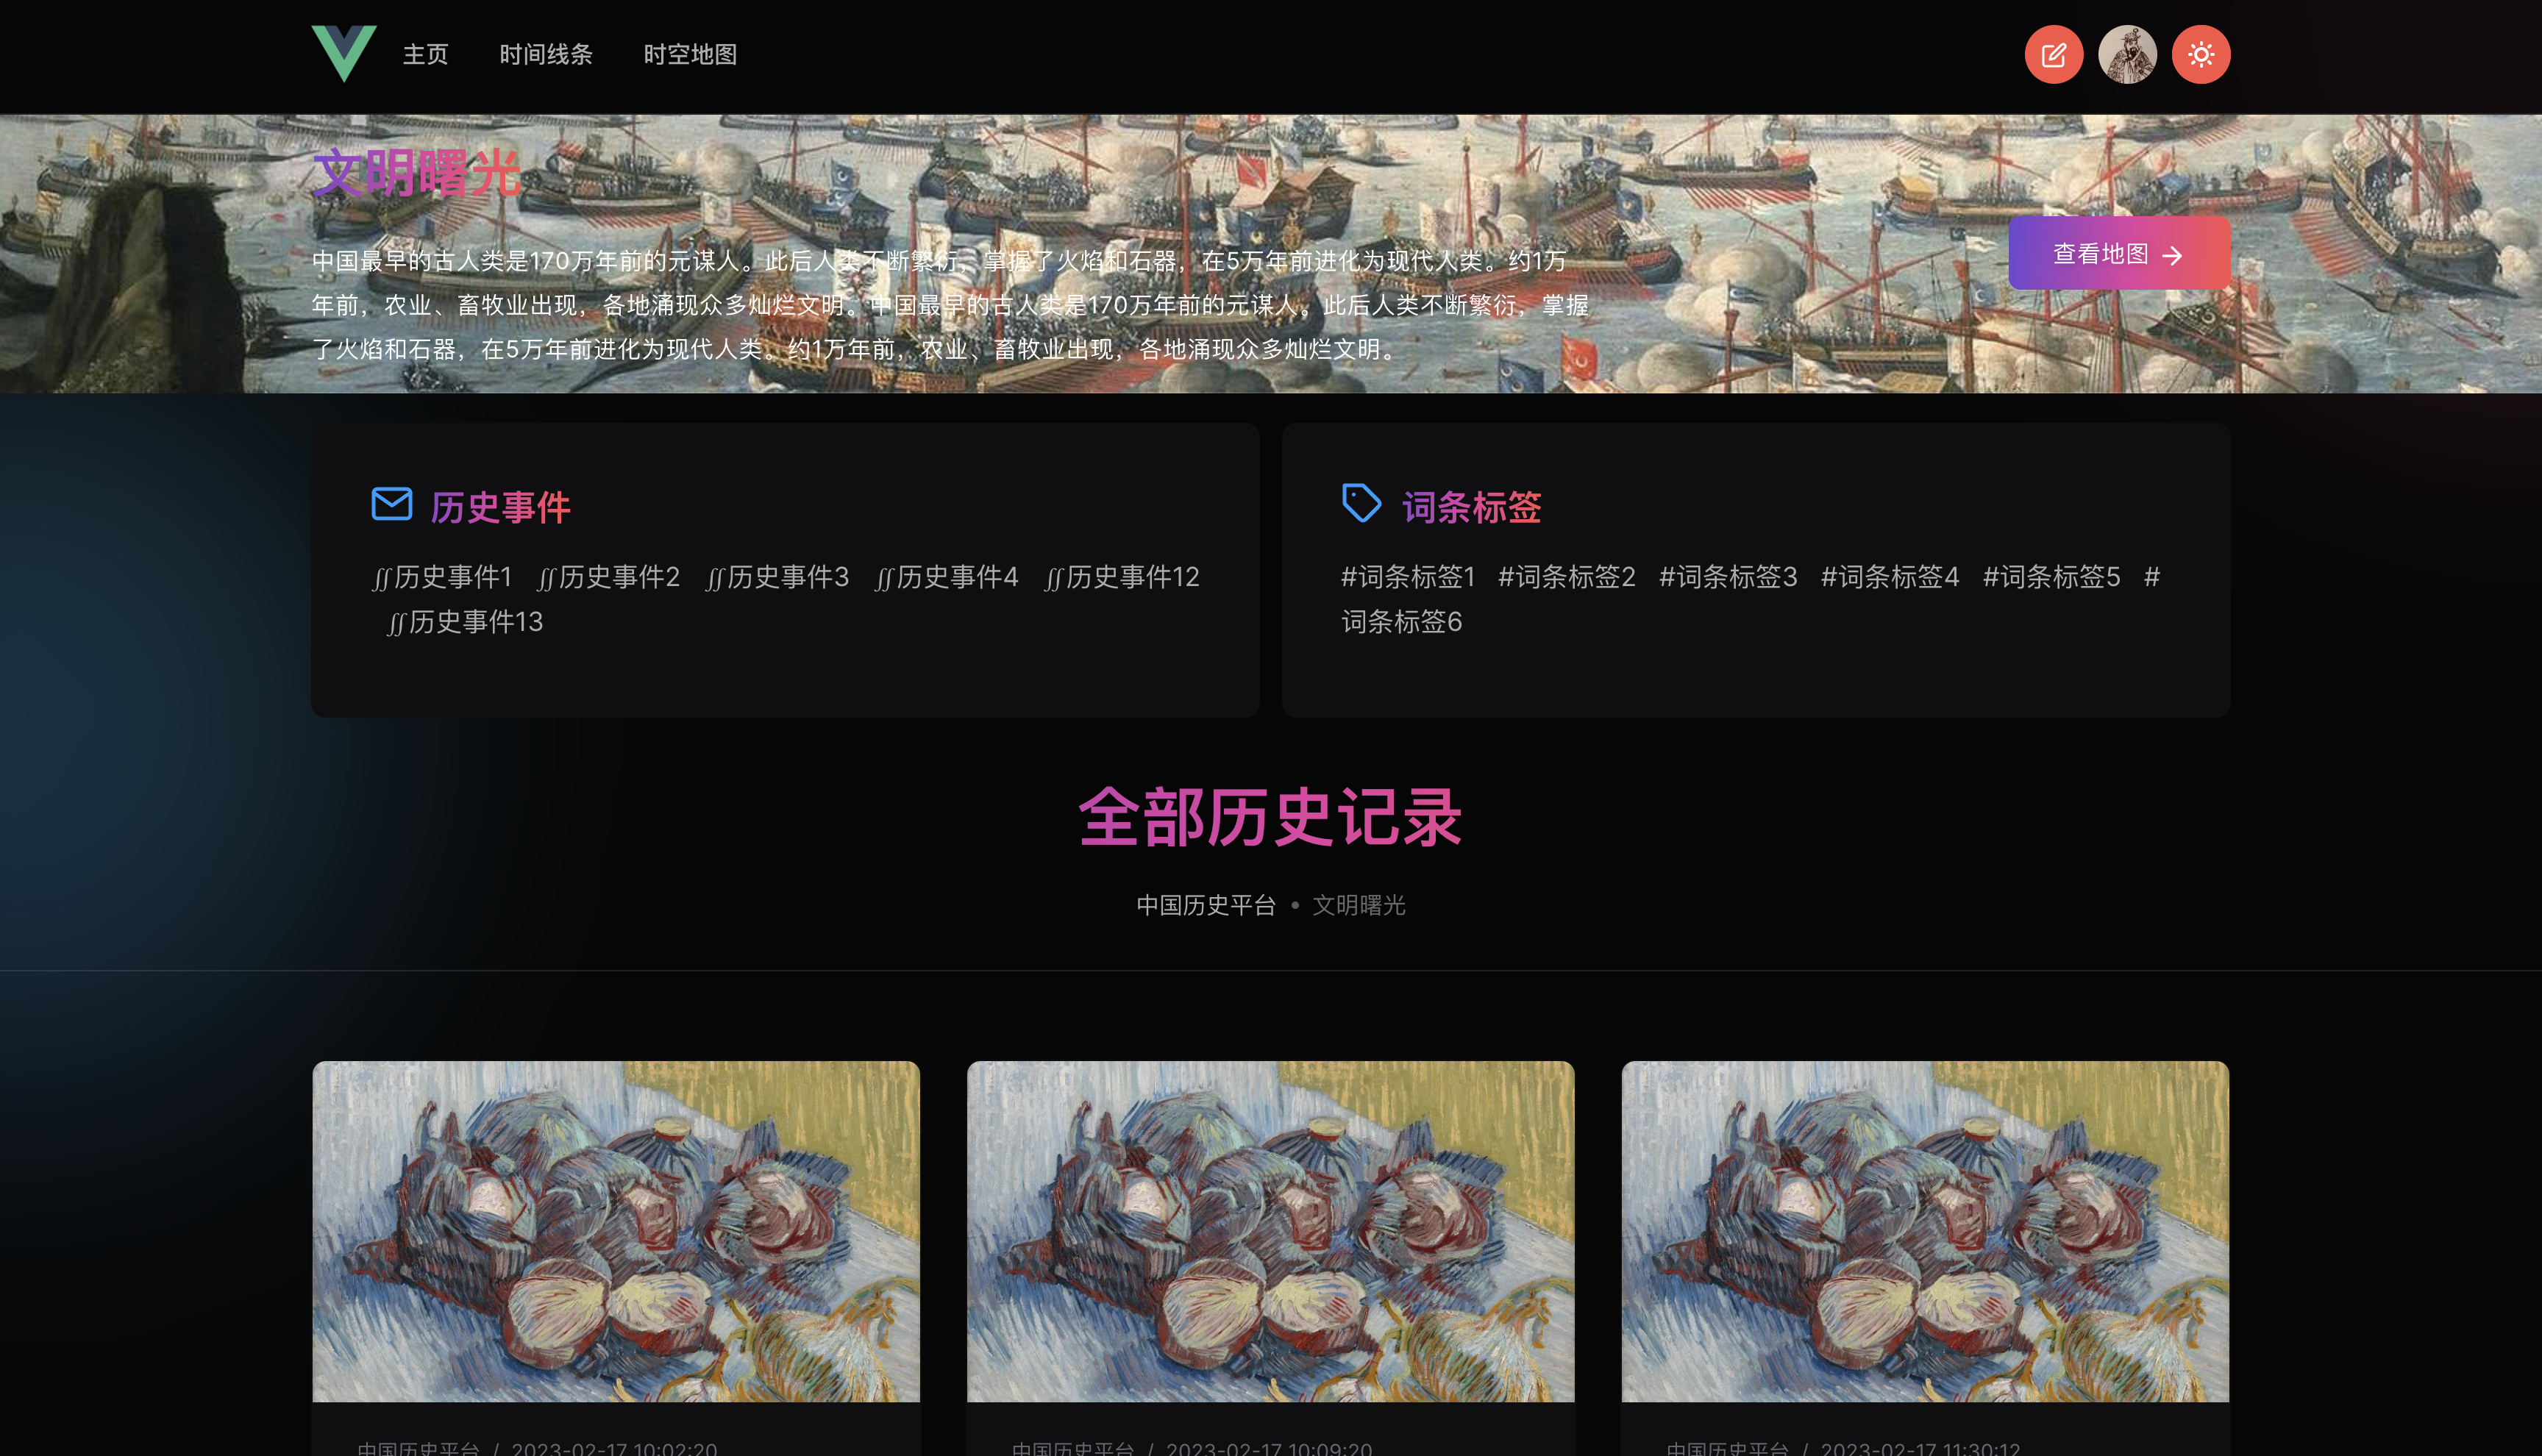 主页 时间线条 时空地图
文明曙光
中国最早的古人类是170万年前的元谋人。此后人类不断繁衍，掌握了火焰和石器，在5万年前进化为现代人类。约1万
年前，农业、畜牧业出现，各地涌现众多灿烂文明。中国最早的古人类是170万年前的元谋人。此后人类不断繁衍，掌握
了火焰和石器，在5万年前进化为现代人类。约1万年前，农业、畜牧业出现，各地涌现众多灿烂文明。
查看地图
历史事件
∬历史事件1 ∬历史事件2 ∬历史事件3 ∬历史事件4 ∬历史事件12
∬历史事件13
词条标签
#词条标签1 #词条标签2 #词条标签3 #词条标签4 #词条标签5 #
词条标签6
全部历史记录
中国历史平台 • 文明曙光
中国历史平台 / 2023-02-17 10:02:20
中国历史平台 / 2023-02-17 10:09:20
中国历史平台 / 2023-02-17 11:30:12